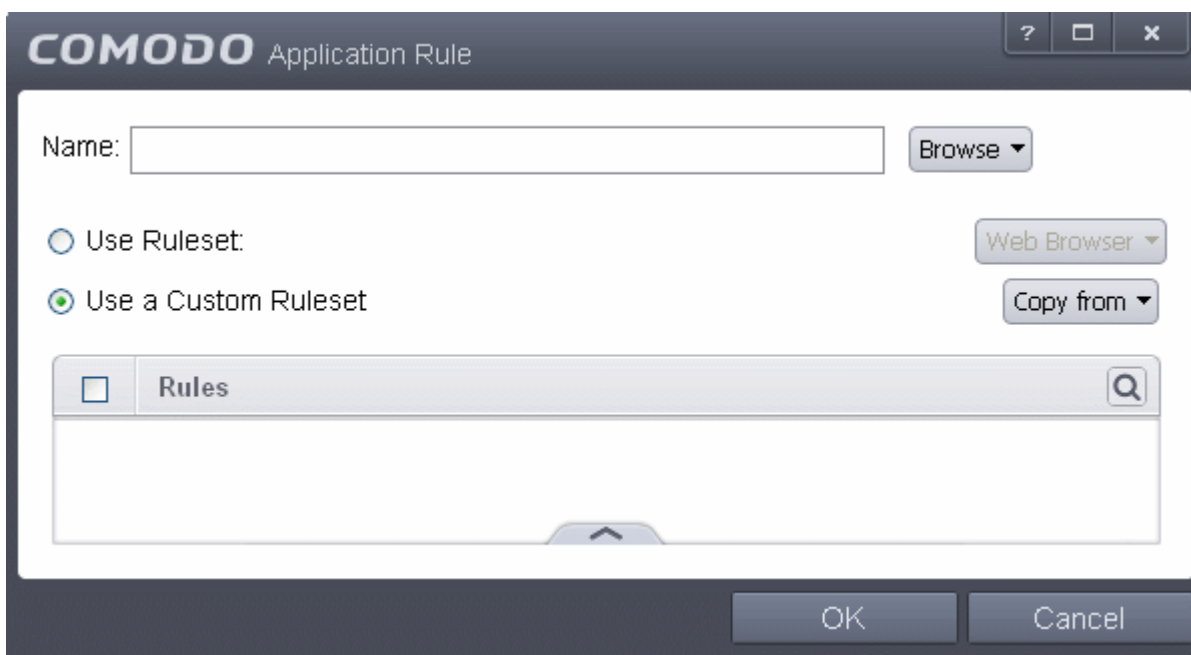 COMODO Application Rule
?
Name:
Browse
Use Ruleset:
Web Browser
Use a Custom Ruleset
Copy from
Rules
OK
Cancel